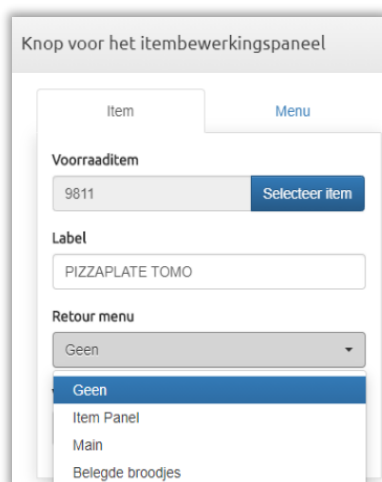 Knop voor het itembewerkingspaneel
Item Menu
Voorraaditem
9811 Selecteer item
Label
PIZZAPLATE TOMO
Retour menu
Geen
Geen
Item Panel
Main
Belegde broodjes